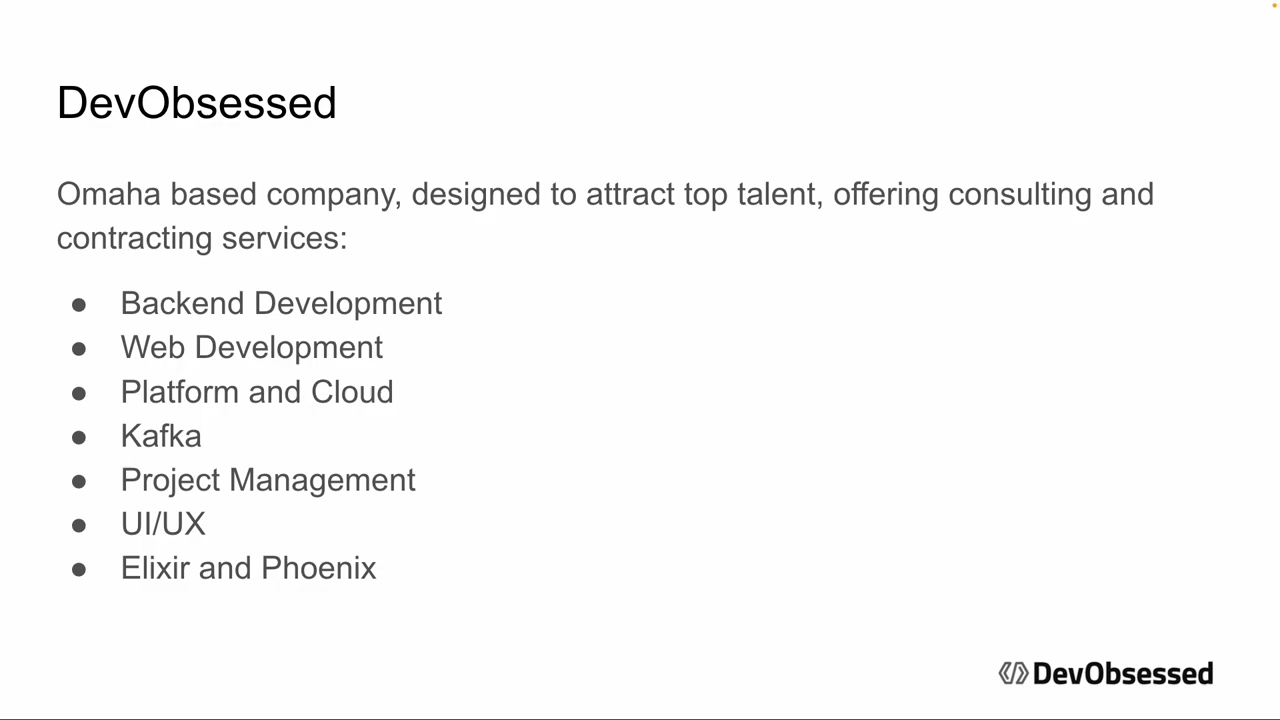 DevObsessed
Omaha based company, designed to attract top talent, offering consulting and
contracting services:
● Backend Development
● Web Development
● Platform and Cloud
● Kafka
● Project Management
● UI/UX
● Elixir and Phoenix
DevObsessed